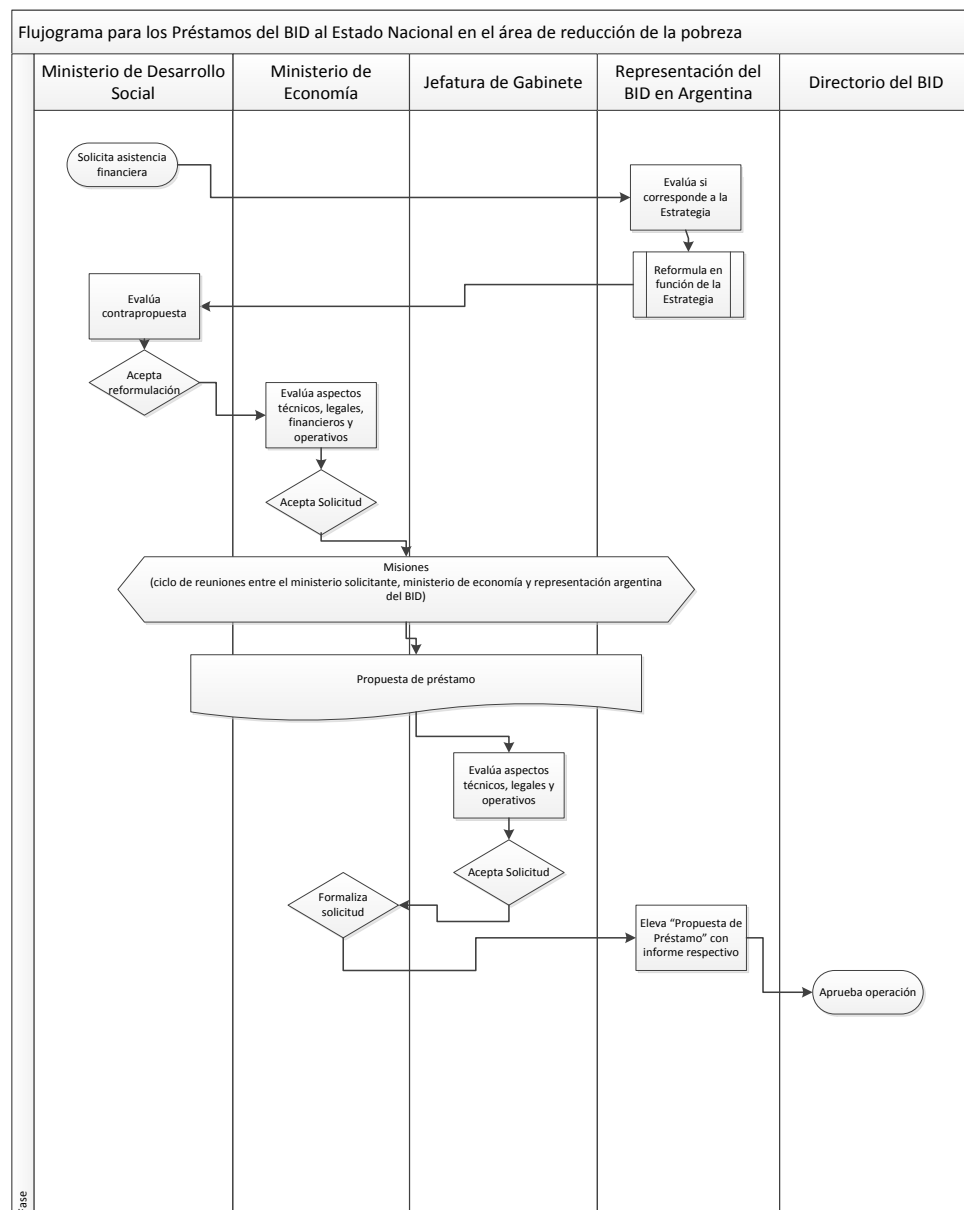 Flujograma para los Préstamos del BID al Estado Nacional en el área de reducción de la pobreza
Ministerio de Desarrollo
Social
Ministerio de
Economía
Jefatura de Gabinete
Representación del
BID en Argentina
Directorio del BID
Solicita asistencia
financiera
Evalúa si
corresponde a la
Estrategia
Reformula en
función de la
Estrategia
Evalúa
contrapropuesta
Acepta
reformulación
Evalúa aspectos
técnicos, legales,
financieros y
operativos
Acepta Solicitud
Misiones
(ciclo de reuniones entre el ministerio solicitante, ministerio de economía y representación argentina
del BID)
Propuesta de préstamo
Evalúa aspectos
técnicos, legales y
operativos
Acepta Solicitud
Formaliza
solicitud
Eleva “Propuesta de
Préstamo” con
informe respectivo
Aprueba operación